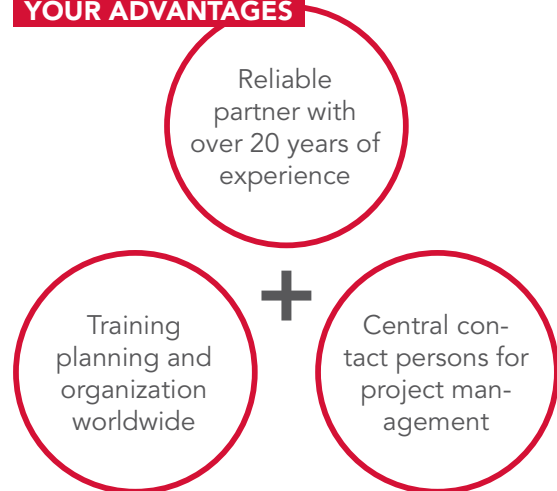 YOUR ADVANTAGES
Reliable
partner with
over 20 years of
experience
+
Training
planning and
organization
worldwide
Central con-
tact persons for
project man-
agement